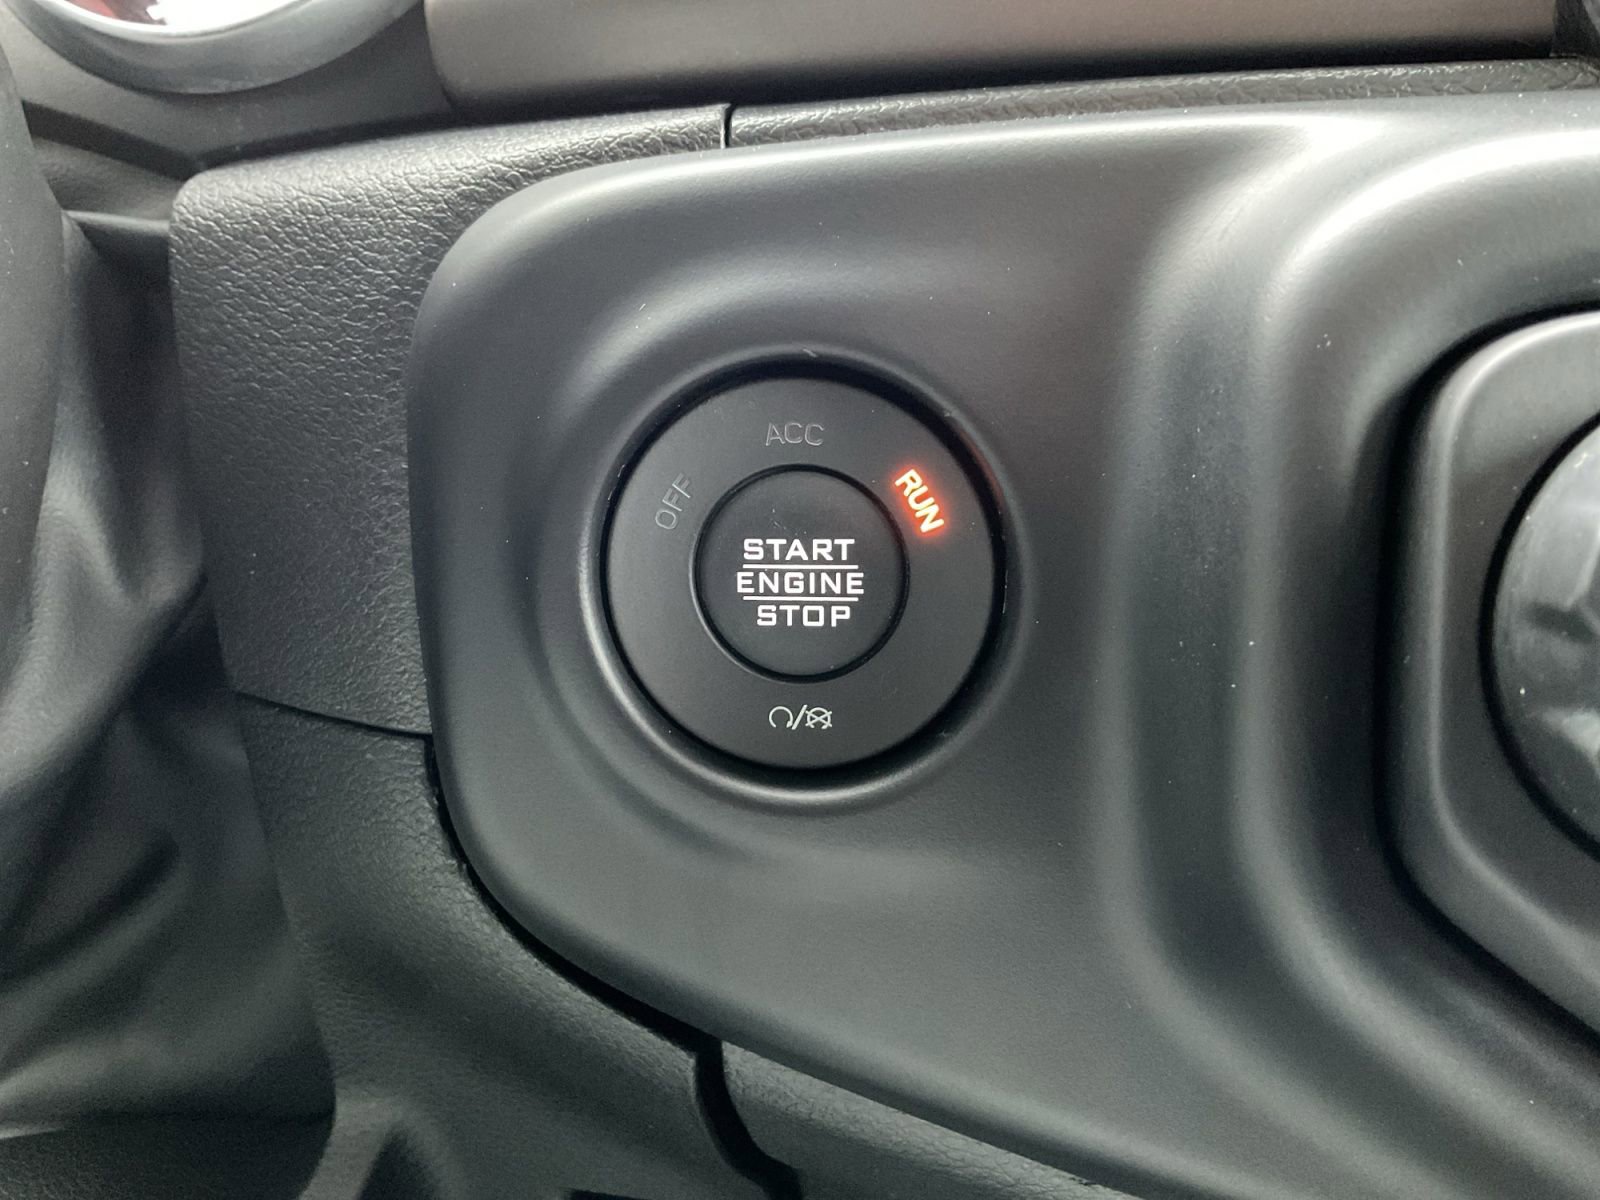 ACC
OFF
RUN
START
ENGINE
STOP